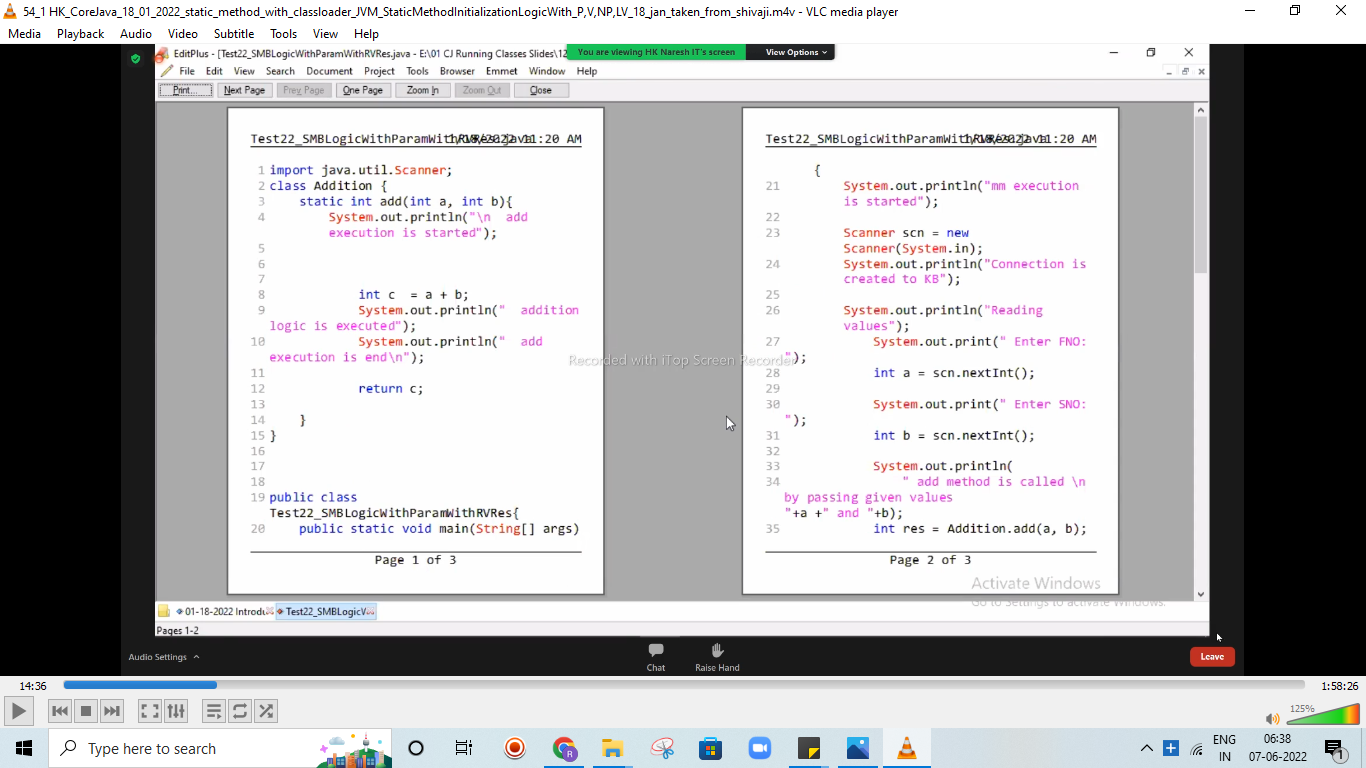 54_1 HK_CoreJava_18_01_2022_static_method_with_classloader_JVM_StaticMethodInitializationLogicWith_P,V,NP,LV_18_jan_taken_from_shivaji.m4v - VLC media player
Media Playback Audio Video Subtitle Tools View Help
EditPlus - [Test22_SMBLogicWithParamWithRVRes.java - E:\01 CJ Running Classes Slides\12
You are viewing HK Naresh IT's screen View Options
File Edit View Search Document Project Tools Browser Emmet Window Help
Print... Next Page Prev Page One Page Zoom In Zoom Out Close
Test22_SMBLogicWithParamWithRVRes.java 1/18/2022 11:20 AM
1 import java.util.Scanner;
2 class Addition {
3 static int add(int a, int b){
4 System.out.println("\n add
execution is started");
5
6
7
8 int c = a + b;
9 System.out.println(" addition
logic is executed");
10 System.out.println(" add
execution is end\n");
11
12 return c;
13
14 }
15 }
16
17
18
19 public class
Test22_SMBLogicWithParamWithRVRes{
20 public static void main(String[] args)
Page 1 of 3
Test22_SMBLogicWithParamWithRVRes.java 1/18/2022 11:20 AM
{
21 System.out.println("mm execution
is started");
22
23 Scanner scn = new
Scanner(System.in);
24 System.out.println("Connection is
created to KB");
25
26 System.out.println("Reading
values");
27 System.out.print(" Enter FNO:
");
28 int a = scn.nextInt();
29
30 System.out.print(" Enter SNO:
");
31 int b = scn.nextInt();
32
33 System.out.println(
34 " add method is called \n
by passing given values
"+a +" and "+b);
35 int res = Addition.add(a, b);
Page 2 of 3
Recorded with iTop Screen Recorder
Activate Windows
Go to Settings to activate Windows.
01-18-2022 Introdu Test22_SMBLogicW
Pages 1-2
Audio Settings Chat Raise Hand Leave
14:36 1:58:26
125%
Type here to search
ENG
IN
06:38
07-06-2022
1